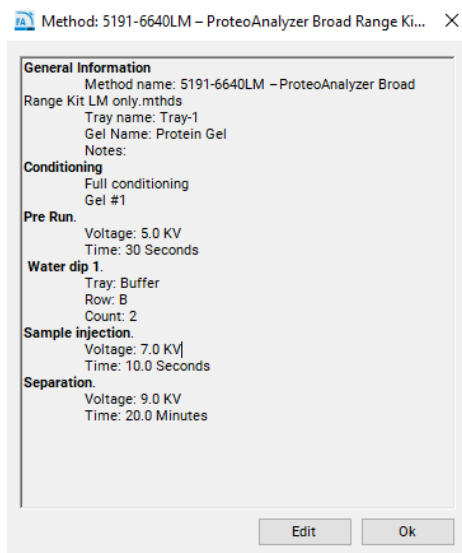 Method: 5191-6640LM – ProteoAnalyzer Broad Range Ki...
General Information
Method name: 5191-6640LM – ProteoAnalyzer Broad
Range Kit LM only.mthds
Tray name: Tray-1
Gel Name: Protein Gel
Notes:
Conditioning
Full conditioning
Gel #1
Pre Run.
Voltage: 5.0 KV
Time: 30 Seconds
Water dip 1.
Tray: Buffer
Row: B
Count: 2
Sample injection.
Voltage: 7.0 KV
Time: 10.0 Seconds
Separation.
Voltage: 9.0 KV
Time: 20.0 Minutes
Edit Ok